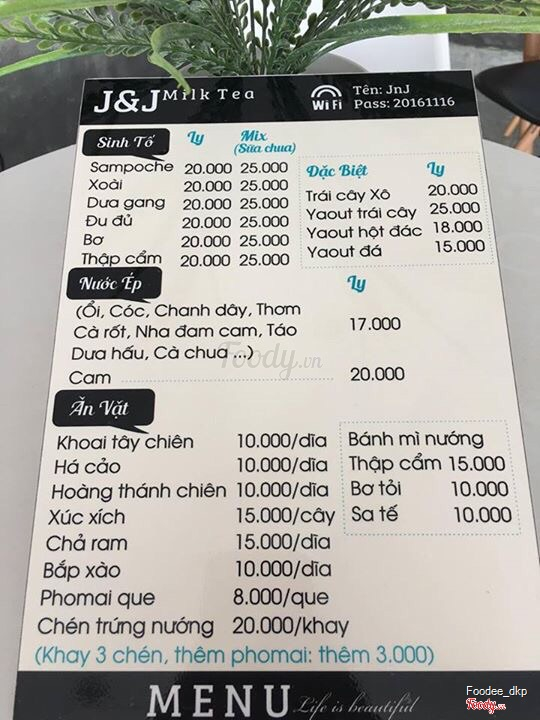 J&J Milk Tea
WiFi
Tên: JnJ
Pass: 20161116
Sinh Tố
Ly
Mix
(Sữa chua)
Sampoche 20.000 25.000
Xoài 20.000 25.000
Dưa gang 20.000 25.000
Đu đủ 20.000 25.000
Bơ 20.000 25.000
Thập cẩm 20.000 25.000
Đặc Biệt Ly
Trái cây Xô 20.000
Yaout trái cây 25.000
Yaout hột đác 18.000
Yaout đá 15.000
Nước Ép Ly
(Ổi, Cóc, Chanh dây, Thơm
Cà rốt, Nha đam cam, Táo 17.000
Dưa hấu, Cà chua ...)
Foody.vn
Cam 20.000
Ăn Vặt
Khoai tây chiên 10.000/dĩa
Há cảo 10.000/dĩa
Hoàng thánh chiên 10.000/dĩa
Xúc xích 15.000/cây
Chả ram 15.000/dĩa
Bắp xào 10.000/dĩa
Phomai que 8.000/que
Chén trứng nướng 20.000/khay
(Khay 3 chén, thêm phomai: thêm 3.000)
Bánh mì nướng
Thập cẩm 15.000
Bơ tỏi 10.000
Sa tế 10.000
MENU Life is beautiful
Foodee_dkp
Foody.vn